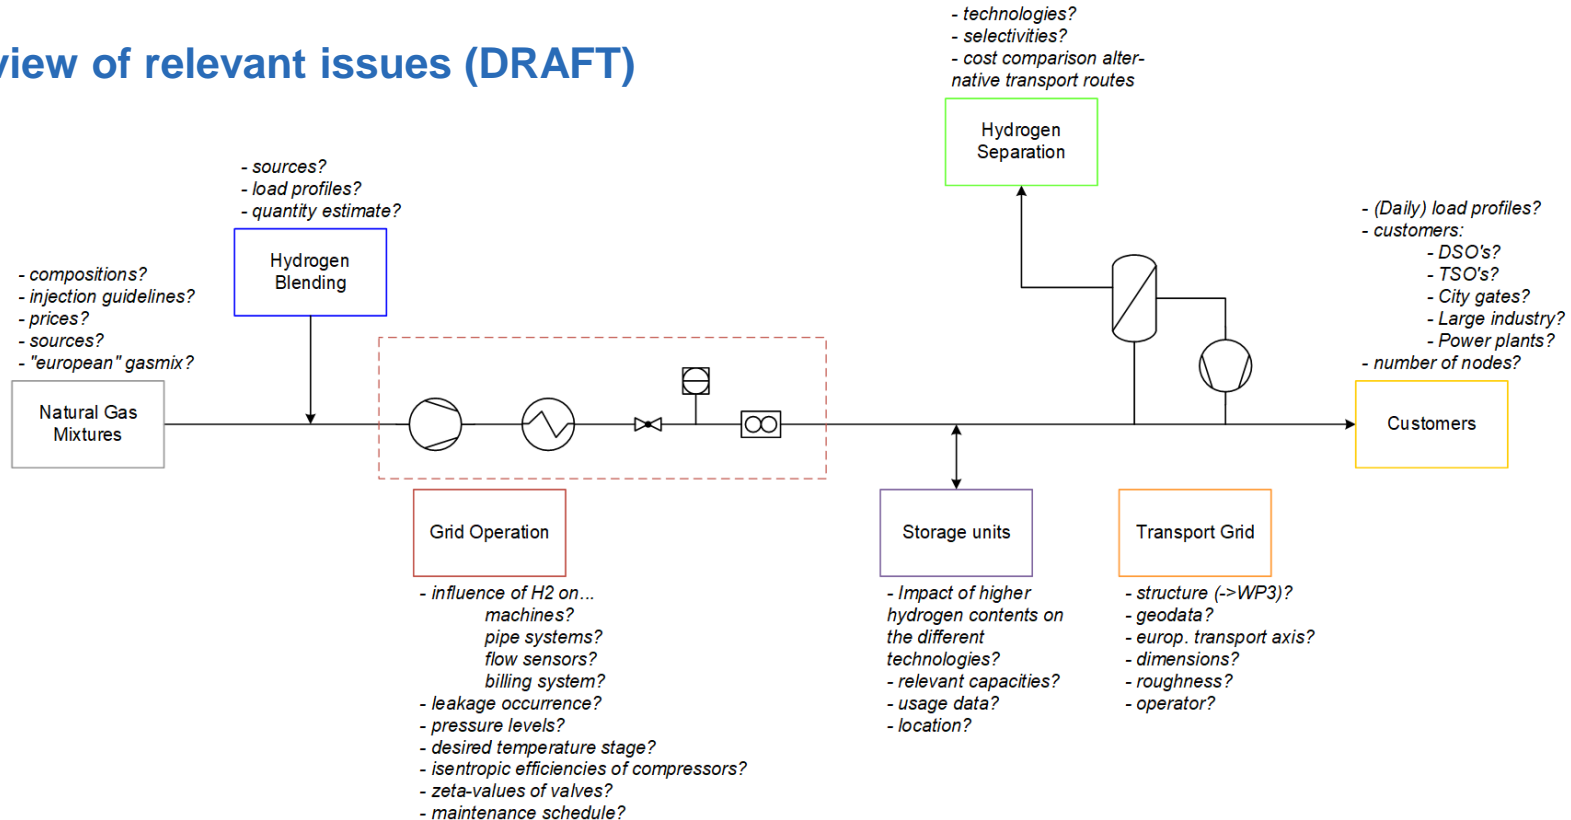 view of relevant issues (DRAFT)
- technologies?
- selectivities?
- cost comparison alter-
native transport routes
Hydrogen
Separation
- sources?
- load profiles?
- quantity estimate?
Hydrogen
Blending
- compositions?
- injection guidelines?
- prices?
- sources?
- "european" gasmix?
Natural Gas
Mixtures
- (Daily) load profiles?
- customers:
- DSO's?
- TSO's?
- City gates?
- Large industry?
- Power plants?
- number of nodes?
Customers
Grid Operation
- influence of H2 on...
machines?
pipe systems?
flow sensors?
billing system?
- leakage occurrence?
- pressure levels?
- desired temperature stage?
- isentropic efficiencies of compressors?
- zeta-values of valves?
- maintenance schedule?
Storage units
- Impact of higher
hydrogen contents on
the different
technologies?
- relevant capacities?
- usage data?
- location?
Transport Grid
- structure (->WP3)?
- geodata?
- europ. transport axis?
- dimensions?
- roughness?
- operator?